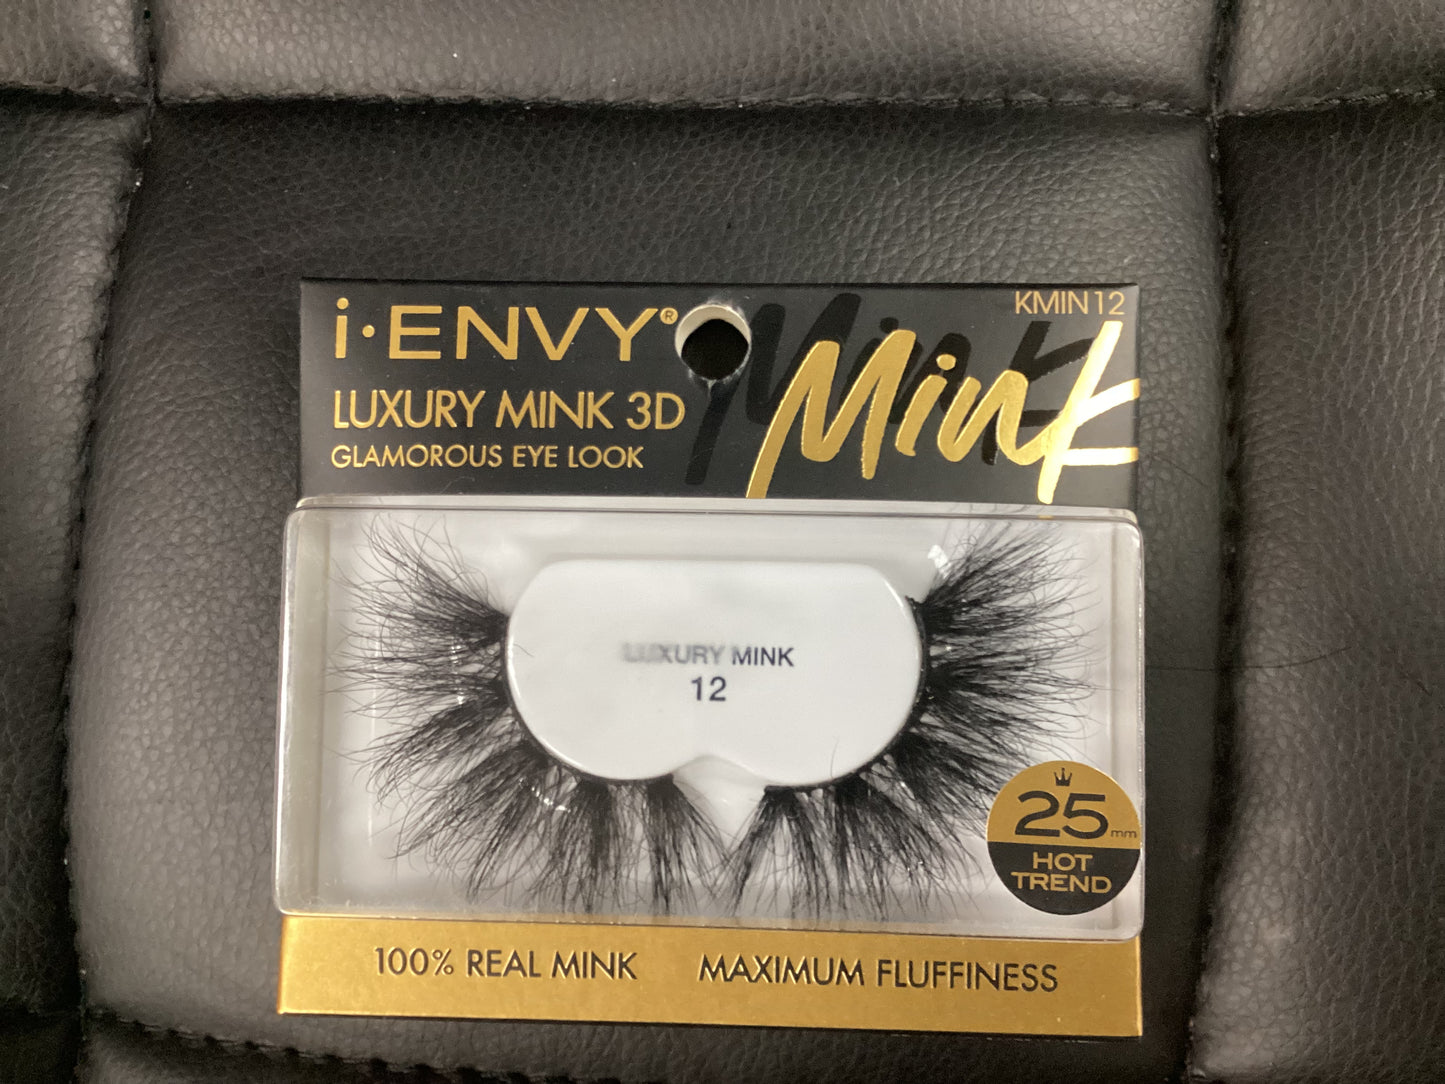 i·ENVY®
KMIN12
LUXURY MINK 3D
GLAMOROUS EYE LOOK
Mink
Mink
LUXURY MINK
12
25mm
HOT
TREND
100% REAL MINK MAXIMUM FLUFFINESS